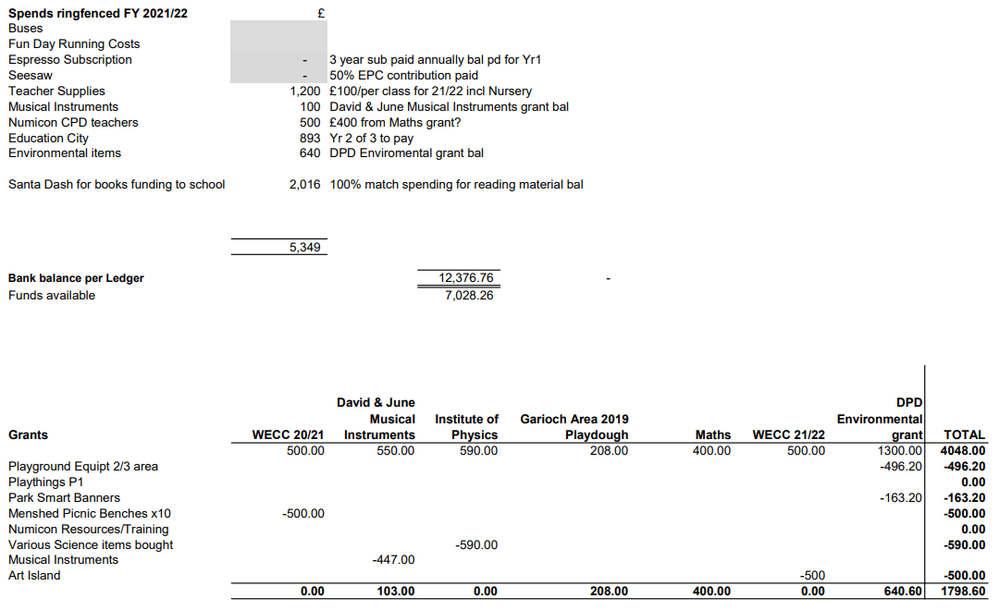 Spends ringfenced FY 2021/22 £
Buses
Fun Day Running Costs
Espresso Subscription - 3 year sub paid annually bal pd for Yr1
Seesaw - 50% EPC contribution paid
Teacher Supplies 1,200 £100/per class for 21/22 incl Nursery
Musical Instruments 100 David & June Musical Instruments grant bal
Numicon CPD teachers 500 £400 from Maths grant?
Education City 893 Yr 2 of 3 to pay
Environmental items 640 DPD Enviromental grant bal
Santa Dash for books funding to school 2,016 100% match spending for reading material bal
5,349
Bank balance per Ledger 12,376.76 -
Funds available 7,028.26
David & June DPD
Musical Institute of Garioch Area 2019 Environmental
Grants WECC 20/21 Instruments Physics Playdough Maths WECC 21/22 grant TOTAL
500.00 550.00 590.00 208.00 400.00 500.00 1300.00 4048.00
Playground Equipt 2/3 area -496.20 -496.20
Playthings P1 0.00
Park Smart Banners -163.20 -163.20
Menshed Picnic Benches x10 -500.00 -500.00
Numicon Resources/Training 0.00
Various Science items bought -590.00 -590.00
Musical Instruments -447.00
Art Island -500 -500.00
0.00 103.00 0.00 208.00 400.00 0.00 640.60 1798.60